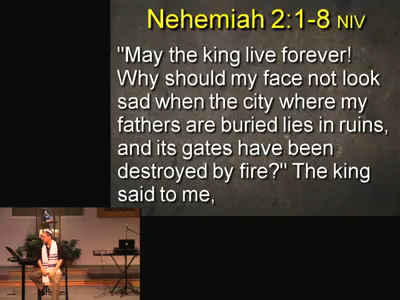 Nehemiah 2:1-8 NIV
"May the king live forever!
Why should my face not look
sad when the city where my
fathers are buried lies in ruins,
and its gates have been
destroyed by fire?" The king
said to me,